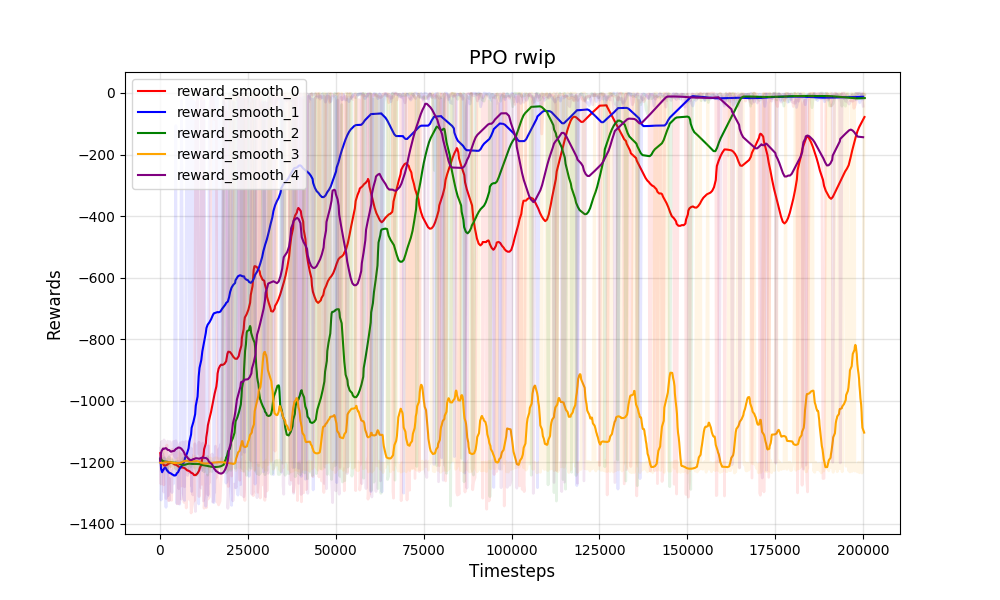 PPO rwip
reward_smooth_0
reward_smooth_1
reward_smooth_2
reward_smooth_3
reward_smooth_4
Rewards
0
−200
−400
−600
−800
−1000
−1200
−1400
0 25000 50000 75000 100000 125000 150000 175000 200000
Timesteps